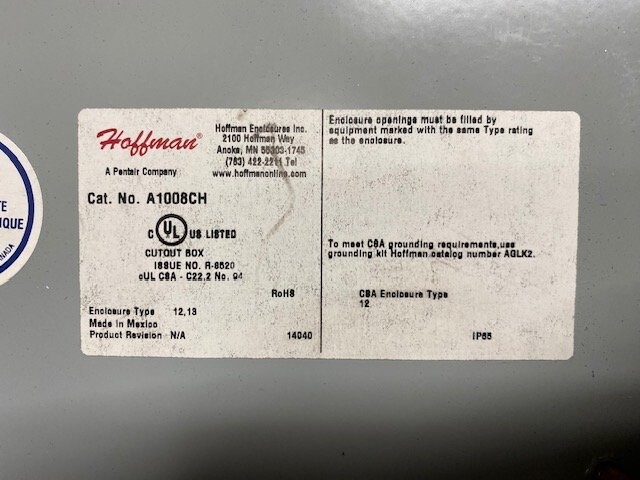 Hoffman®
A Pentair Company
Hoffman Enclosures Inc.
2100 Hoffman Way
Anoka, MN 55303-1745
(763) 422-2211 Tel
www.hoffmanonline.com
Cat. No. A1008CH
C UL US LISTED
CUTOUT BOX
ISSUE NO. R-6520
cUL CSA - C22.2 No. 94
RoHS
Enclosure Type 12,13
Made in Mexico
Product Revision N/A
14040
Enclosure openings must be filled by
equipment marked with the same Type rating
as the enclosure.
To meet CSA grounding requirements,use
grounding kit Hoffman catalog number AGLK2.
CSA Enclosure Type
12
IP65